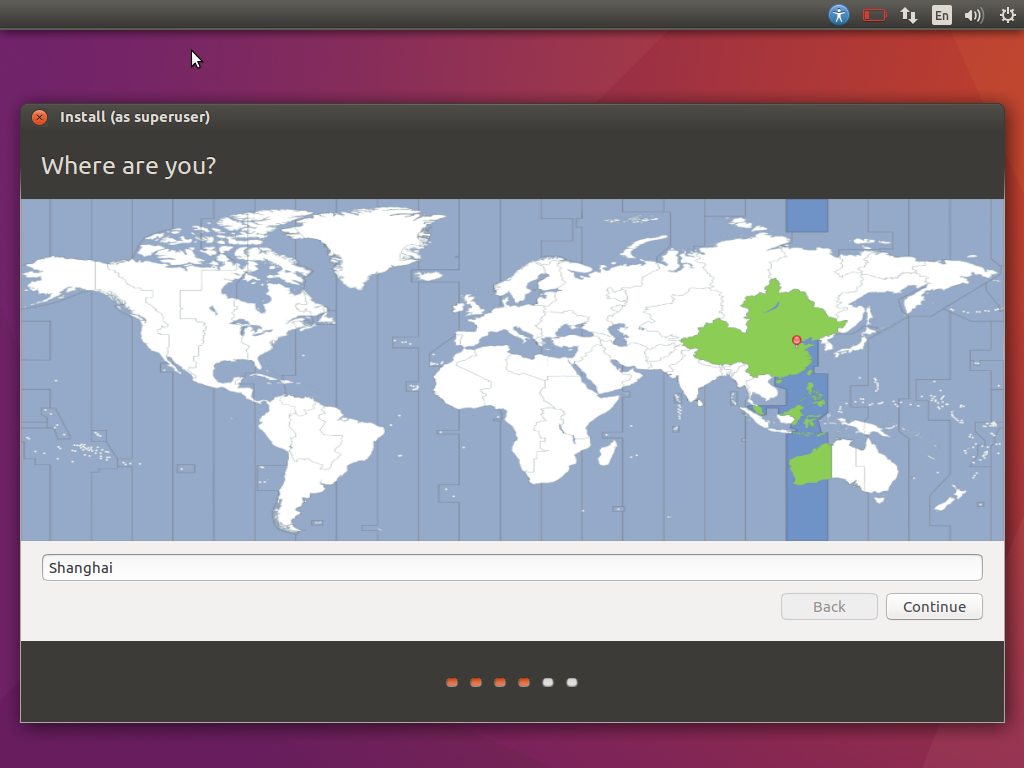 En
Install (as superuser)
Where are you?
Shanghai
Back
Continue